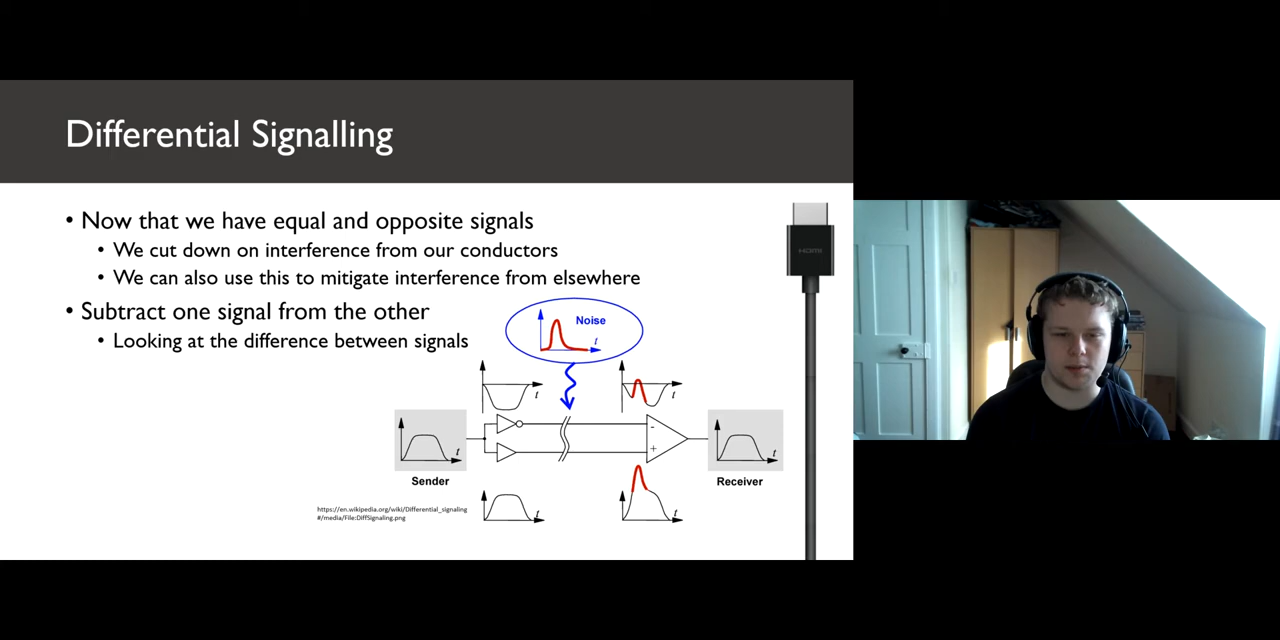 Differential Signalling
• Now that we have equal and opposite signals
• We cut down on interference from our conductors
• We can also use this to mitigate interference from elsewhere
• Subtract one signal from the other
• Looking at the difference between signals
Noise
t
t
t
- 
+
t
t
Sender
Receiver
t
t
https://en.wikipedia.org/wiki/Differential_signaling
#/media/File:DiffSignaling.png
HDMI